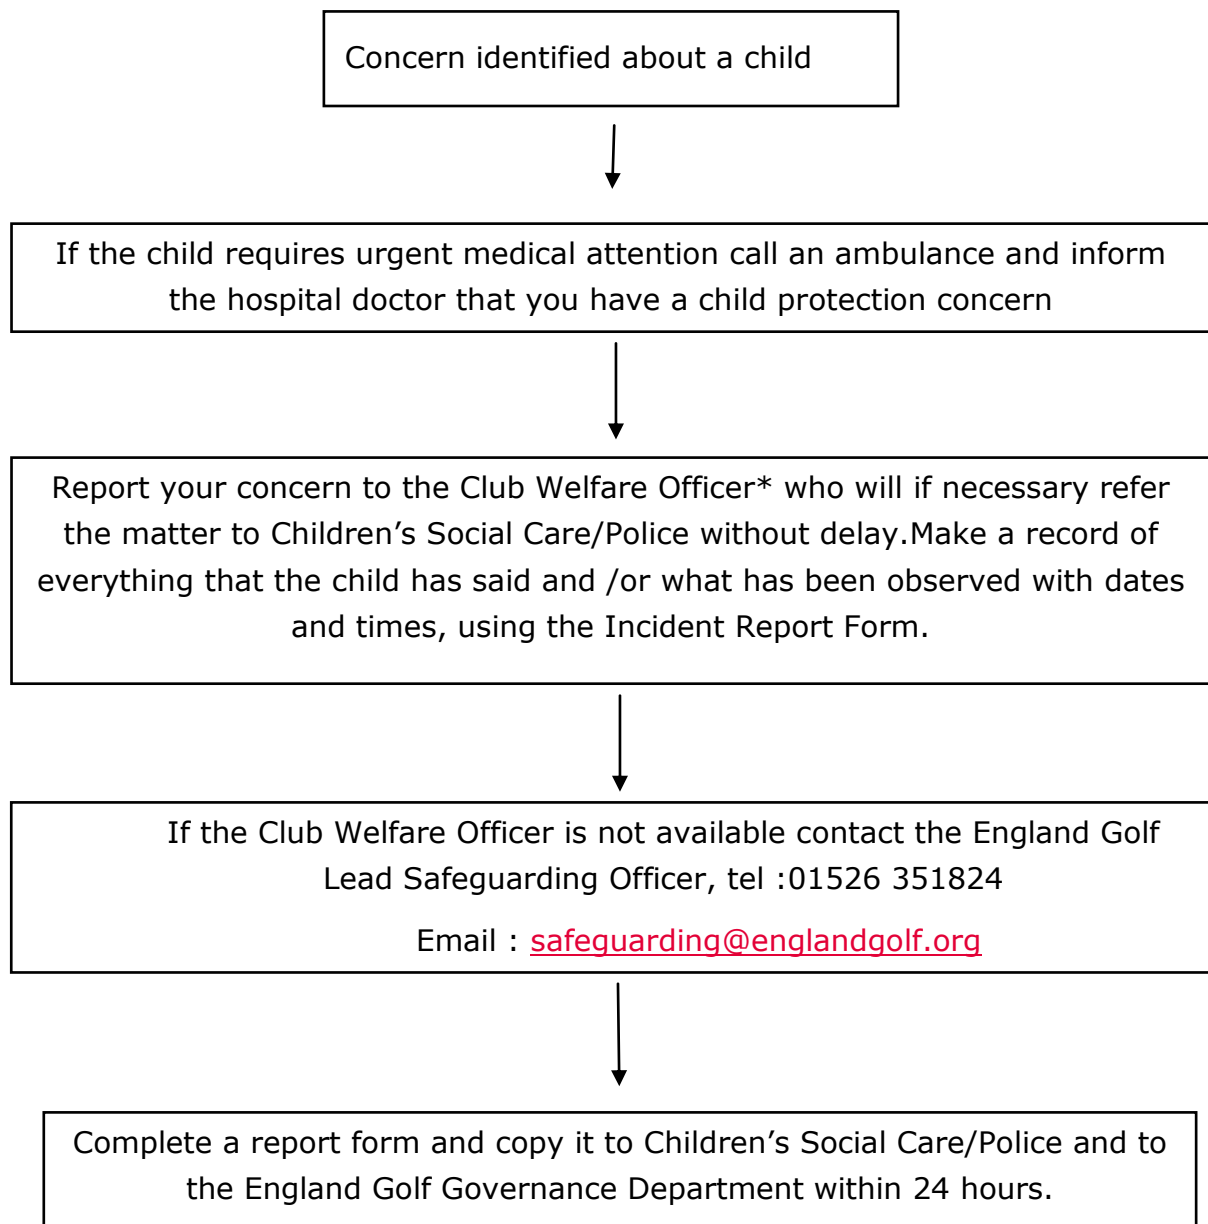 Concern identified about a child
If the child requires urgent medical attention call an ambulance and inform
the hospital doctor that you have a child protection concern
Report your concern to the Club Welfare Officer* who will if necessary refer
the matter to Children’s Social Care/Police without delay.Make a record of
everything that the child has said and /or what has been observed with dates
and times, using the Incident Report Form.
If the Club Welfare Officer is not available contact the England Golf
Lead Safeguarding Officer, tel :01526 351824
Email : safeguarding@englandgolf.org
Complete a report form and copy it to Children’s Social Care/Police and to
the England Golf Governance Department within 24 hours.